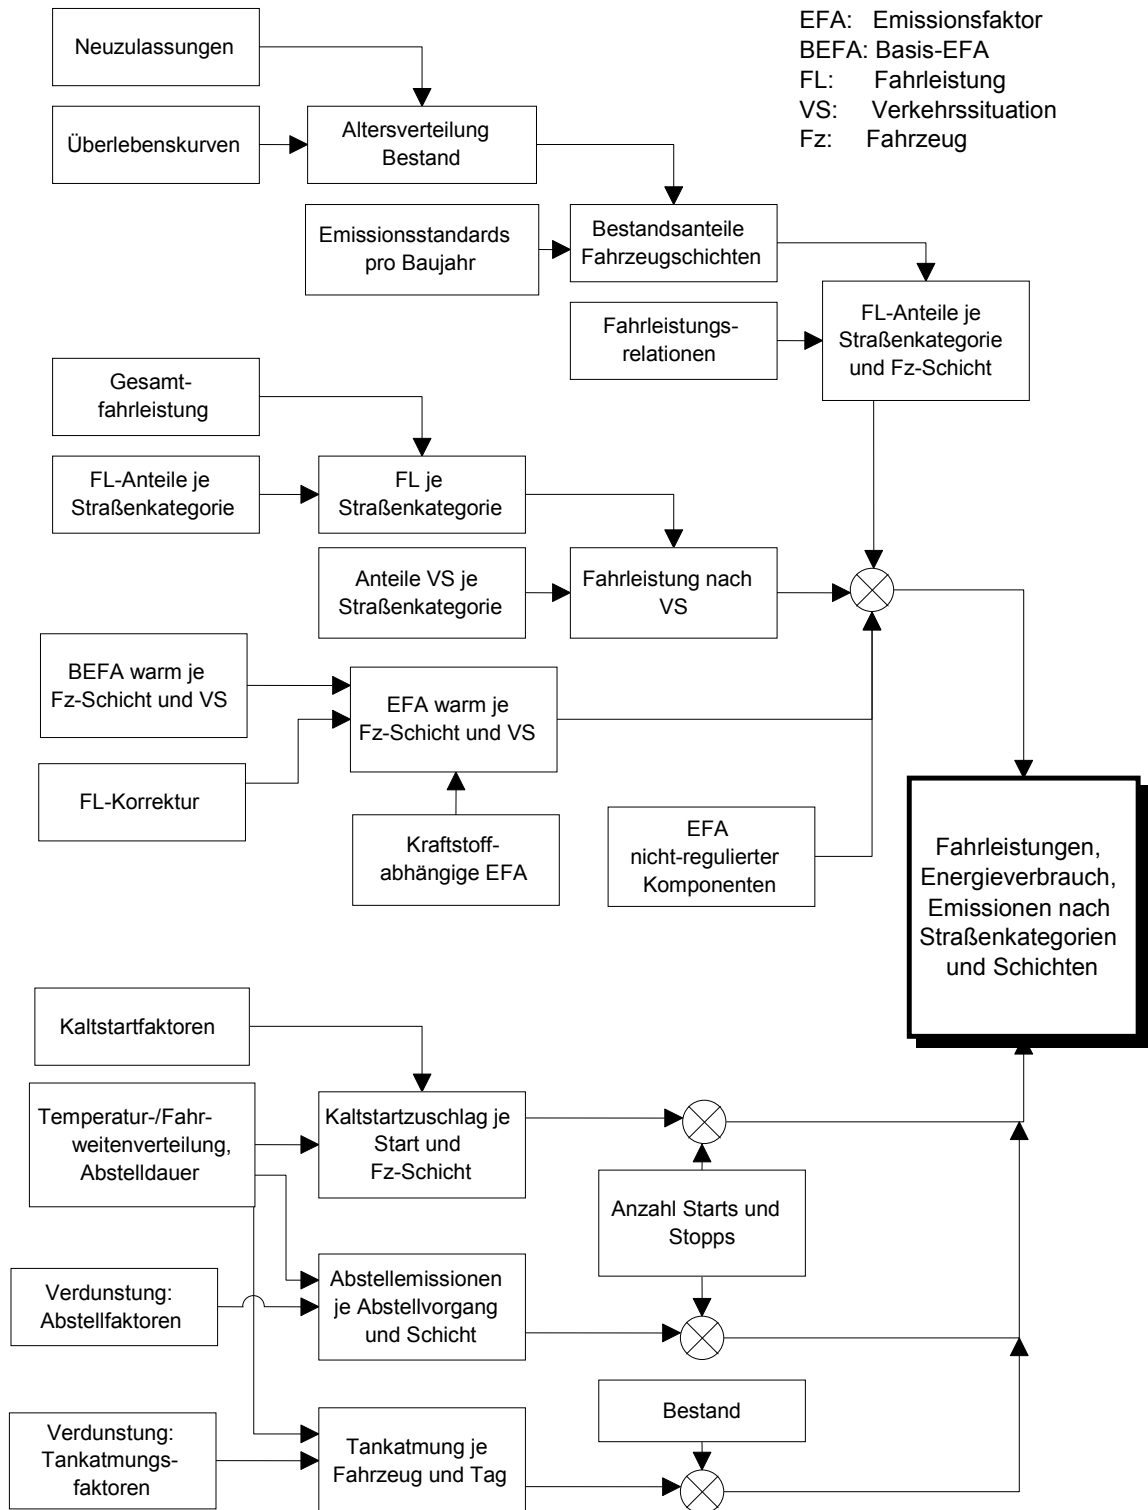 EFA: Emissionsfaktor
BEFA: Basis-EFA
FL: Fahrleistung
VS: Verkehrssituation
Fz: Fahrzeug
Neuzulassungen
Überlebenskurven
Altersverteilung
Bestand
Emissionsstandards
pro Baujahr
Bestandsanteile
Fahrzeugschichten
Fahrleistungs-
relationen
FL-Anteile je
Straßenkategorie
und Fz-Schicht
Gesamt-
fahrleistung
FL-Anteile je
Straßenkategorie
FL je
Straßenkategorie
Anteile VS je
Straßenkategorie
Fahrleistung nach
VS
BEFA warm je
Fz-Schicht und VS
FL-Korrektur
EFA warm je
Fz-Schicht und VS
Kraftstoff-
abhängige EFA
EFA
nicht-regulierter
Komponenten
Fahrleistungen,
Energieverbrauch,
Emissionen nach
Straßenkategorien
und Schichten
Kaltstartfaktoren
Temperatur-/Fahr-
weitenverteilung,
Abstelldauer
Kaltstartzuschlag je
Start und
Fz-Schicht
Anzahl Starts und
Stopps
Verdunstung:
Abstellfaktoren
Abstellemissionen
je Abstellvorgang
und Schicht
Bestand
Verdunstung:
Tankatmungs-
faktoren
Tankatmung je
Fahrzeug und Tag